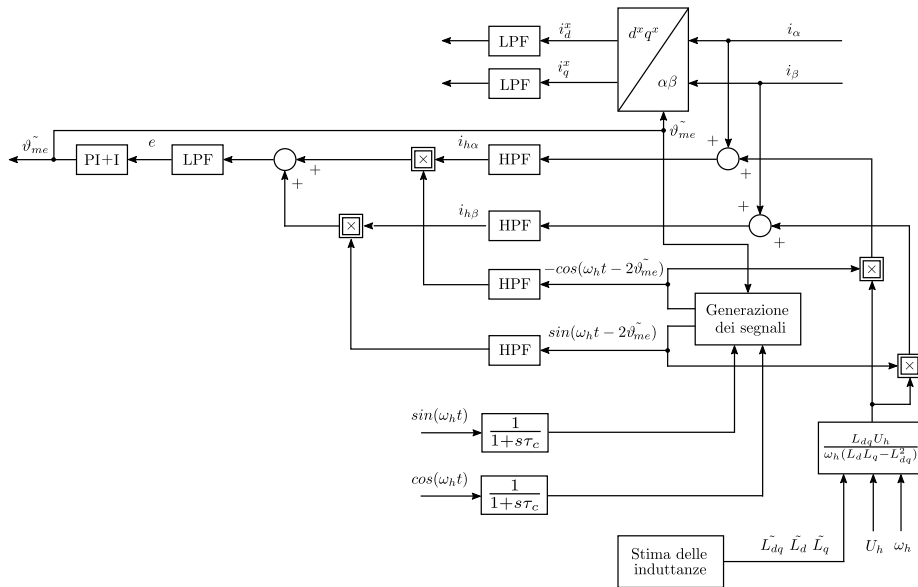 LPF
i_d^x
d^x q^x
i_α
LPF
i_q^x
αβ
i_β
ϑ̃_me
e
i_hα
+
ϑ̃_me
PI+I
LPF
+
×
HPF
+
+
i_hβ
+
×
HPF
+
HPF
−cos(ω_h t − 2ϑ̃_me)
×
Generazione
dei segnali
HPF
sin(ω_h t − 2ϑ̃_me)
×
sin(ω_h t)
1
1+sτ_c
L_dq U_h
ω_h(L_d L_q−L_dq^2)
cos(ω_h t)
1
1+sτ_c
Stima delle
induttanze
L̃_dq L̃_d L̃_q
U_h
ω_h